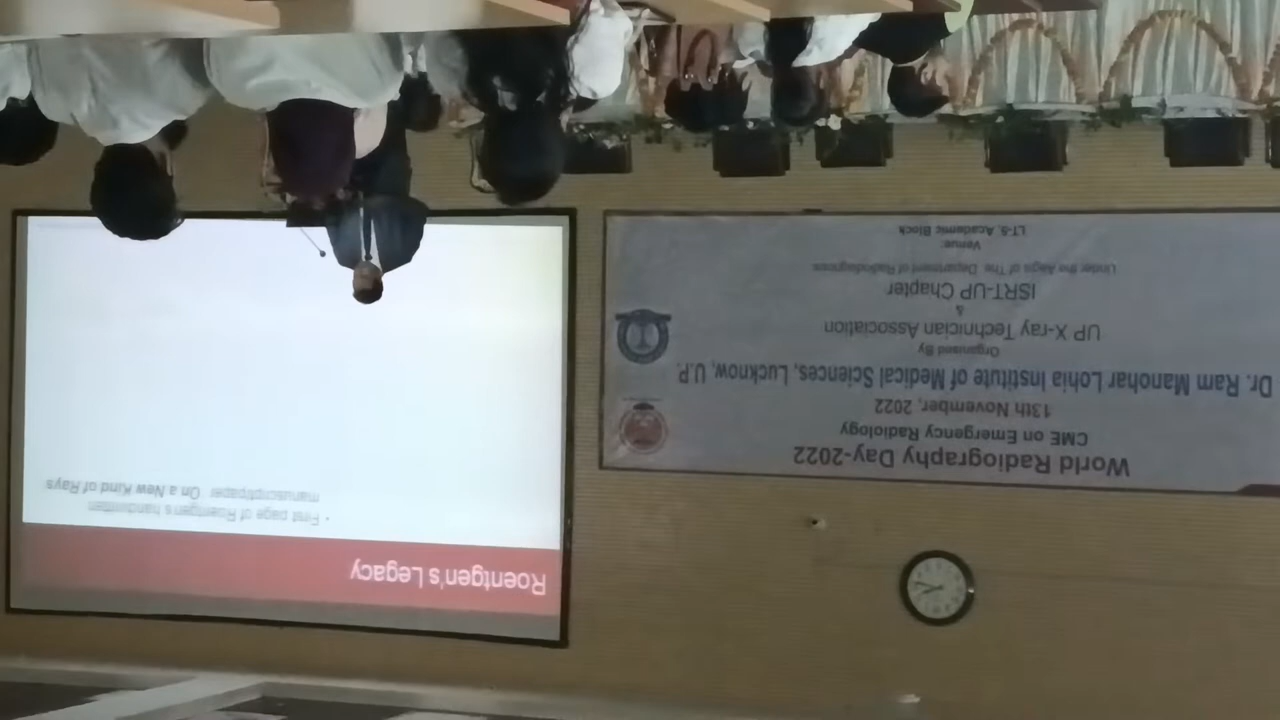 World Radiography Day-2022
CME on Emergency Radiology
13th November, 2022
Dr. Ram Manohar Lohia Institute of Medical Sciences, Lucknow, U.P.
Organised By
UP X-ray Technician Association
&
ISRT-UP Chapter
Under the Aegis of The Department of Radiodiagnosis
Venue:
LT-5, Academic Block
Roentgen's Legacy
• First page of Roentgen's handwritten
manuscript/paper On a New Kind of Rays